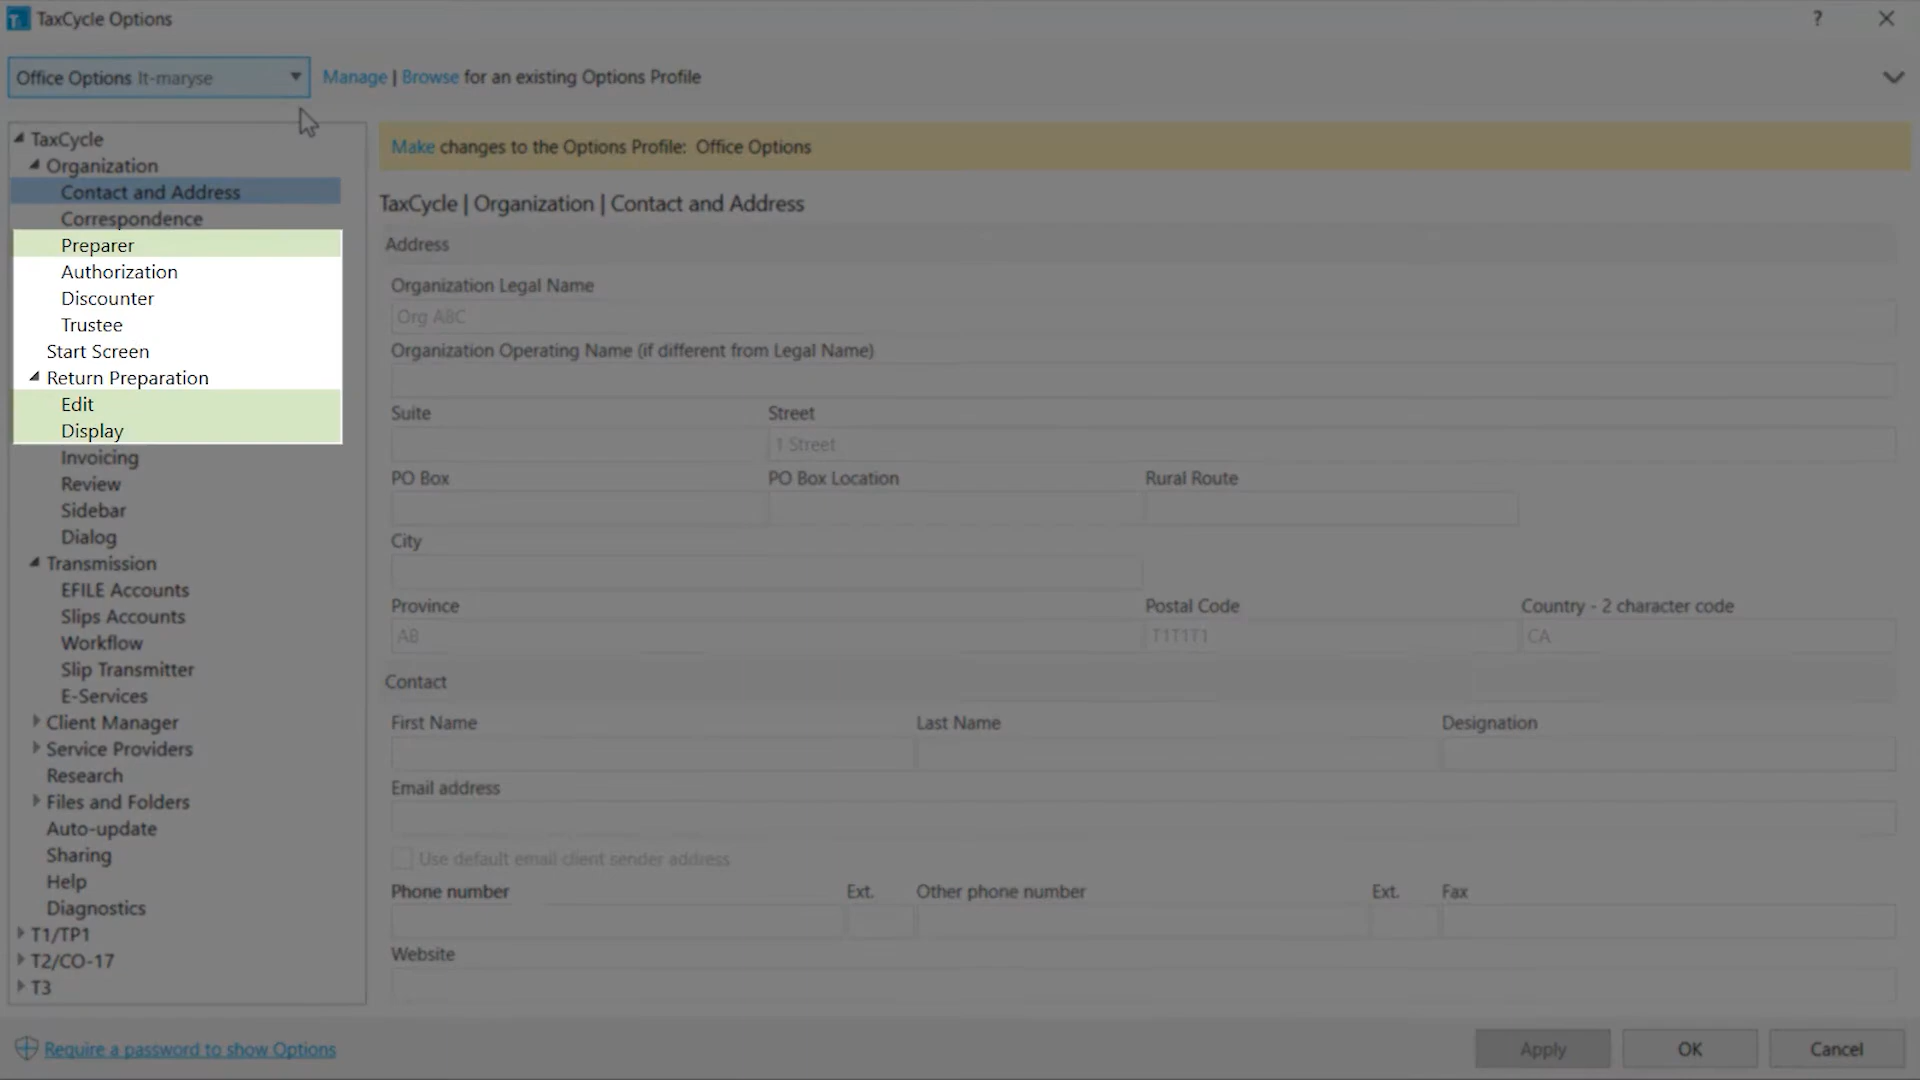 TaxCycle Options
?
Office Options lt-maryse
Manage | Browse for an existing Options Profile
TaxCycle
Organization
Contact and Address
Correspondence
Preparer
Authorization
Discounter
Trustee
Start Screen
Return Preparation
Edit
Display
Invoicing
Review
Sidebar
Dialog
Transmission
EFILE Accounts
Slips Accounts
Workflow
Slip Transmitter
E-Services
Client Manager
Service Providers
Research
Files and Folders
Auto-update
Sharing
Help
Diagnostics
T1/TP1
T2/CO-17
T3
Make changes to the Options Profile: Office Options
TaxCycle | Organization | Contact and Address
Address
Organization Legal Name
Org ABC
Organization Operating Name (if different from Legal Name)
Suite Street
1 Street
PO Box PO Box Location Rural Route
City
Province Postal Code Country - 2 character code
AB T1T1T1 CA
Contact
First Name Last Name Designation
Email address
Use default email client sender address
Phone number Ext. Other phone number Ext. Fax
Website
Require a password to show Options
Apply OK Cancel